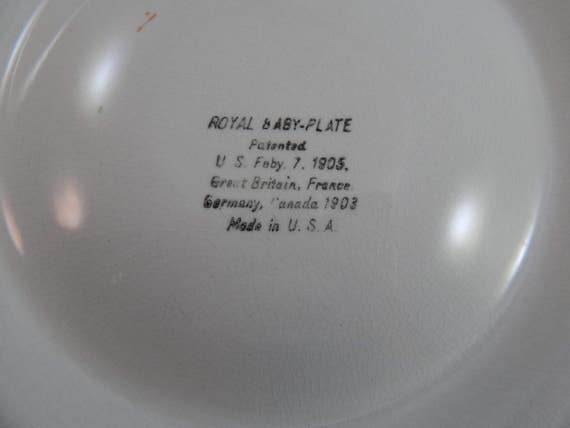 ROYAL BABY-PLATE
Patented
U. S. Feby. 7. 1905.
Great Britain, France
Germany, Canada 1903
Made in U. S. A.